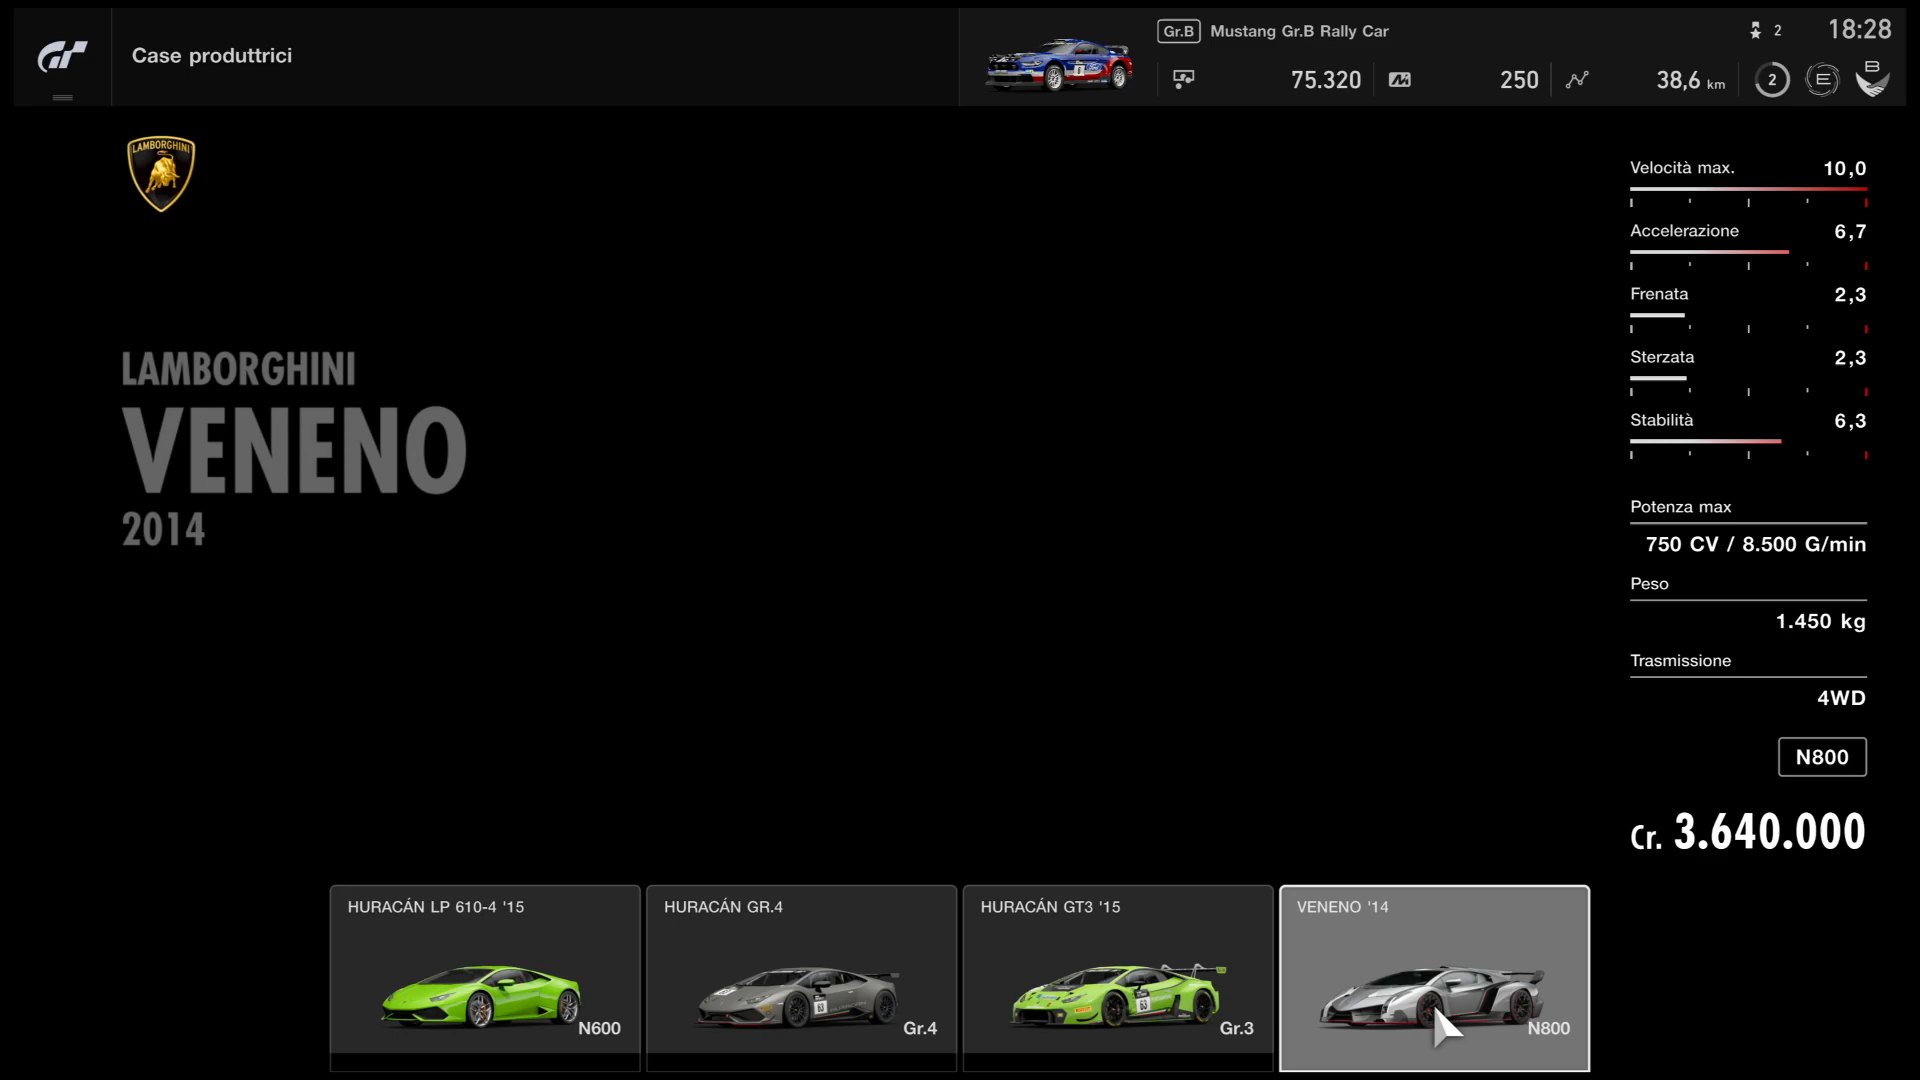 Case produttrici
Gr.B Mustang Gr.B Rally Car
2
18:28
75.320
250
38,6 km
2
E
B
LAMBORGHINI
LAMBORGHINI
VENENO
2014
Velocità max. 10,0
Accelerazione 6,7
Frenata 2,3
Sterzata 2,3
Stabilità 6,3
Potenza max
750 CV / 8.500 G/min
Peso
1.450 kg
Trasmissione
4WD
N800
Cr. 3.640.000
HURACÁN LP 610-4 '15
N600
HURACÁN GR.4
63
Gr.4
HURACÁN GT3 '15
63
Gr.3
VENENO '14
N800